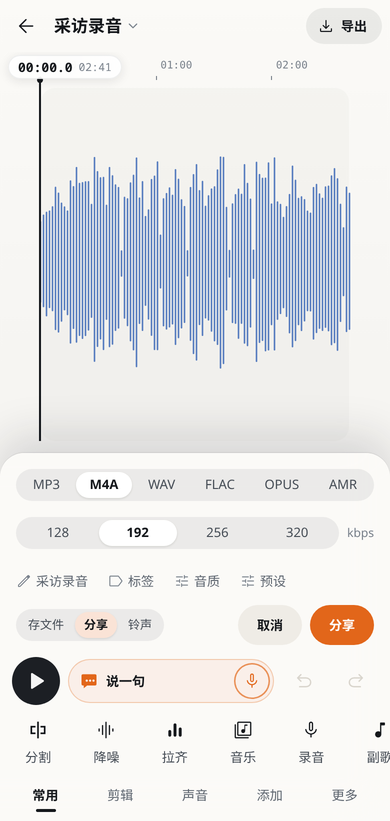 采访录音
导出
00:00.0 02:41
01:00
02:00
MP3 M4A WAV FLAC OPUS AMR
128 192 256 320 kbps
采访录音 标签 音质 预设
存文件 分享 铃声 取消 分享
说一句
分割 降噪 拉齐 音乐 录音 副歌
常用 剪辑 声音 添加 更多